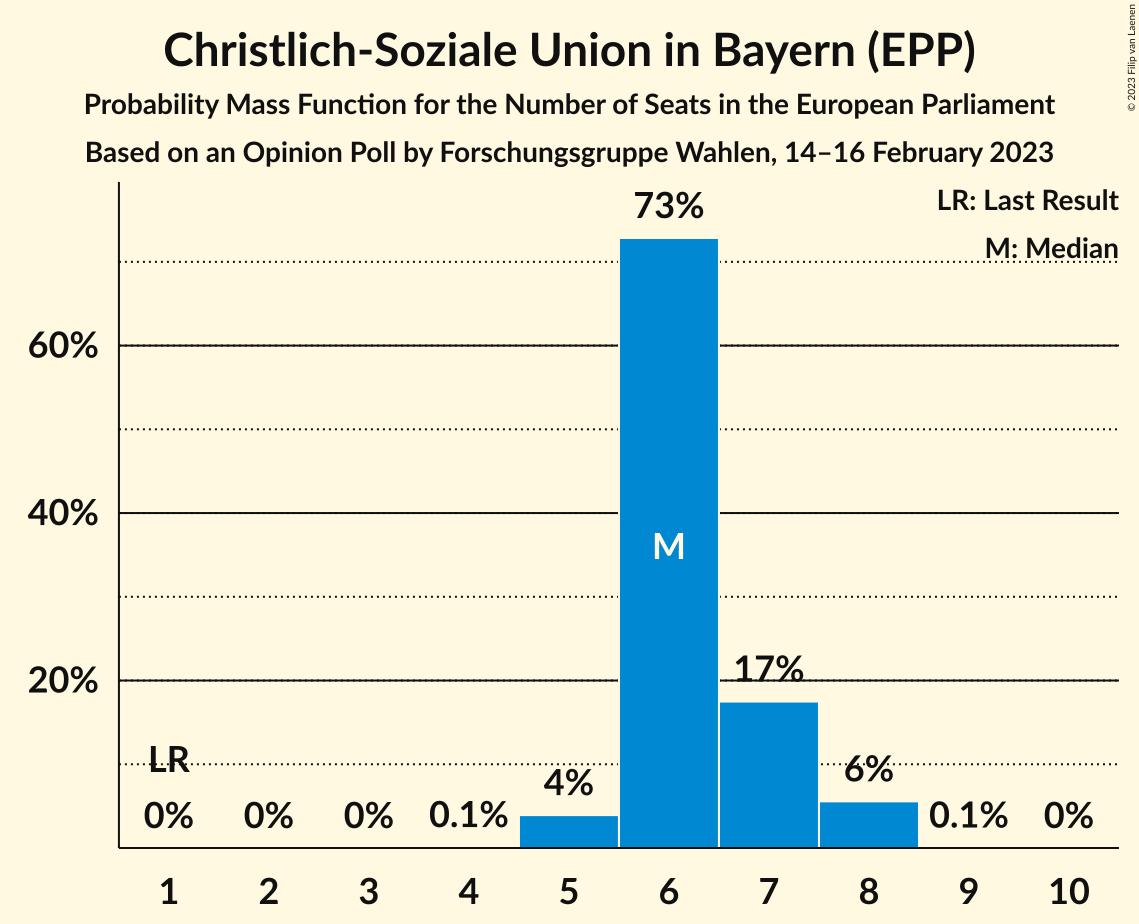 Christlich-Soziale Union in Bayern (EPP)
Probability Mass Function for the Number of Seats in the European Parliament
Based on an Opinion Poll by Forschungsgruppe Wahlen, 14–16 February 2023
© 2023 Filip van Laenen
LR: Last Result
M: Median
73%
60%
40%
M
20%
17%
LR
4%
6%
0% 0% 0% 0.1% 0.1% 0%
1 2 3 4 5 6 7 8 9 10